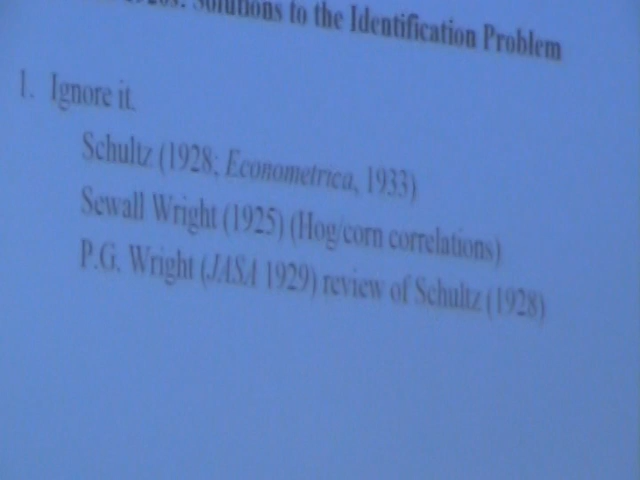 1920s: Solutions to the Identification Problem
1. Ignore it.
Schultz (1928; Econometrica, 1933)
Sewall Wright (1925) (Hog/corn correlations)
P.G. Wright (JASA 1929) review of Schultz (1928)